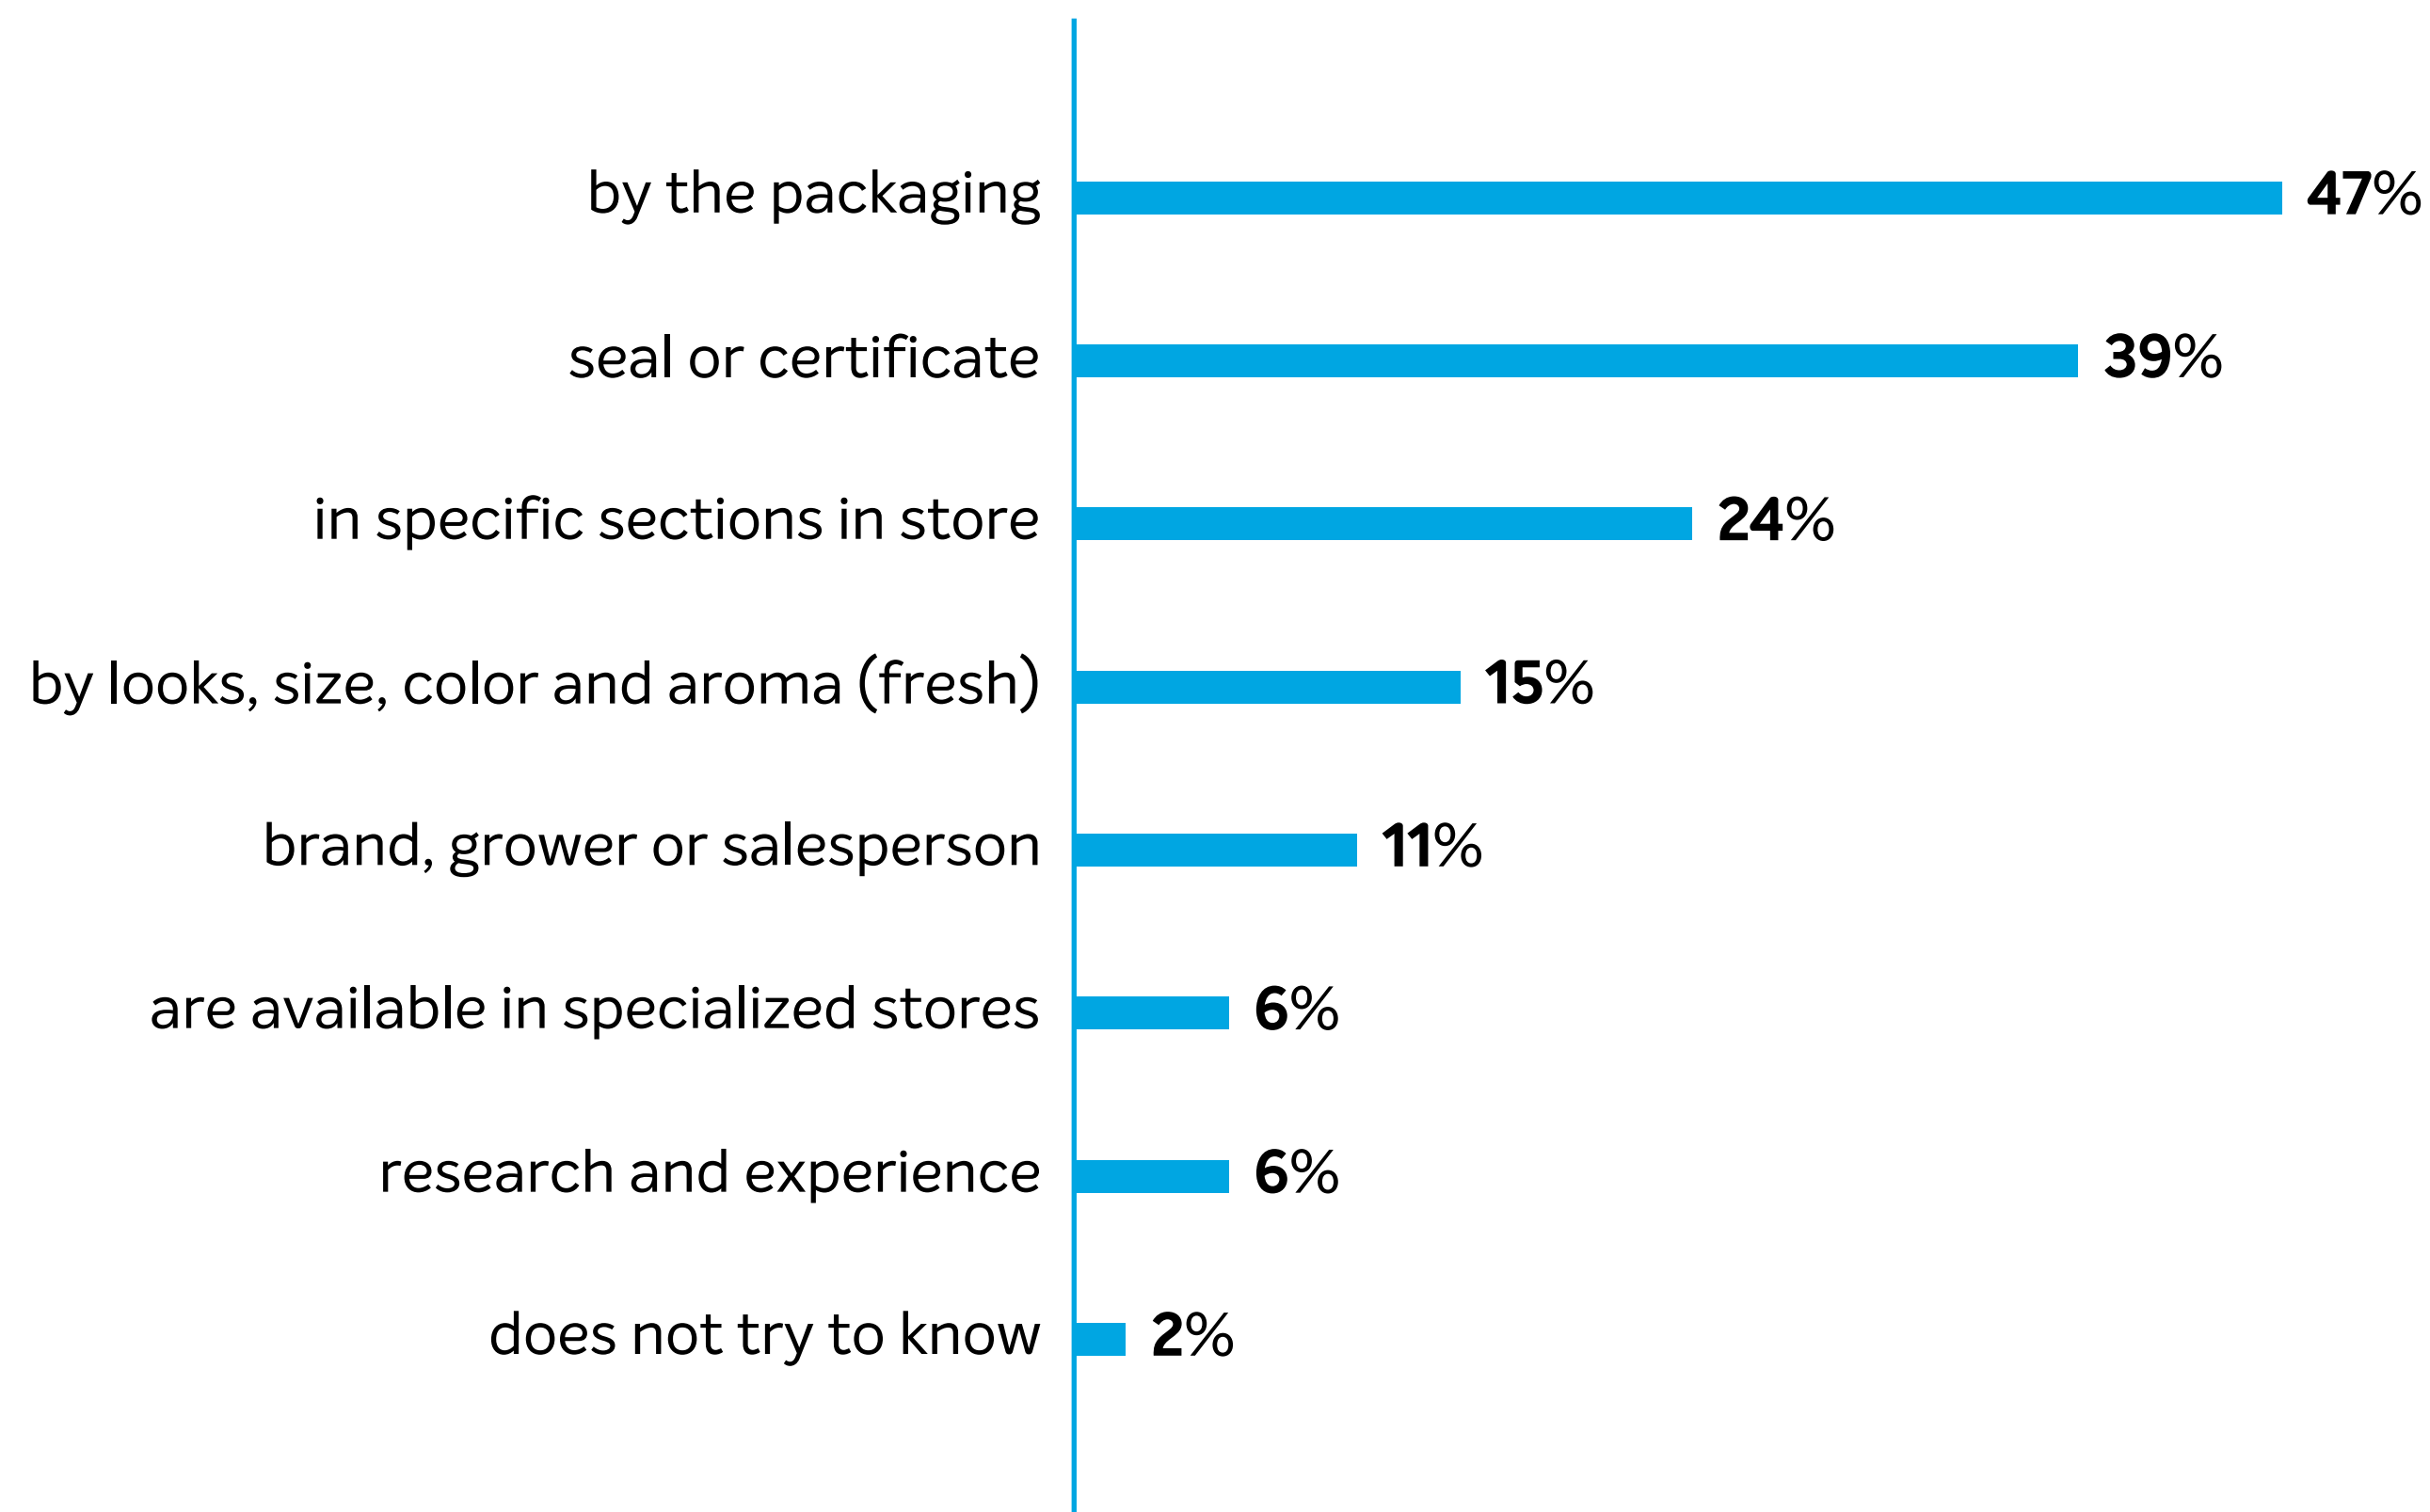 by the packaging 47%
seal or certificate 39%
in specific sections in store 24%
by looks, size, color and aroma (fresh) 15%
brand, grower or salesperson 11%
are available in specialized stores 6%
research and experience 6%
does not try to know 2%